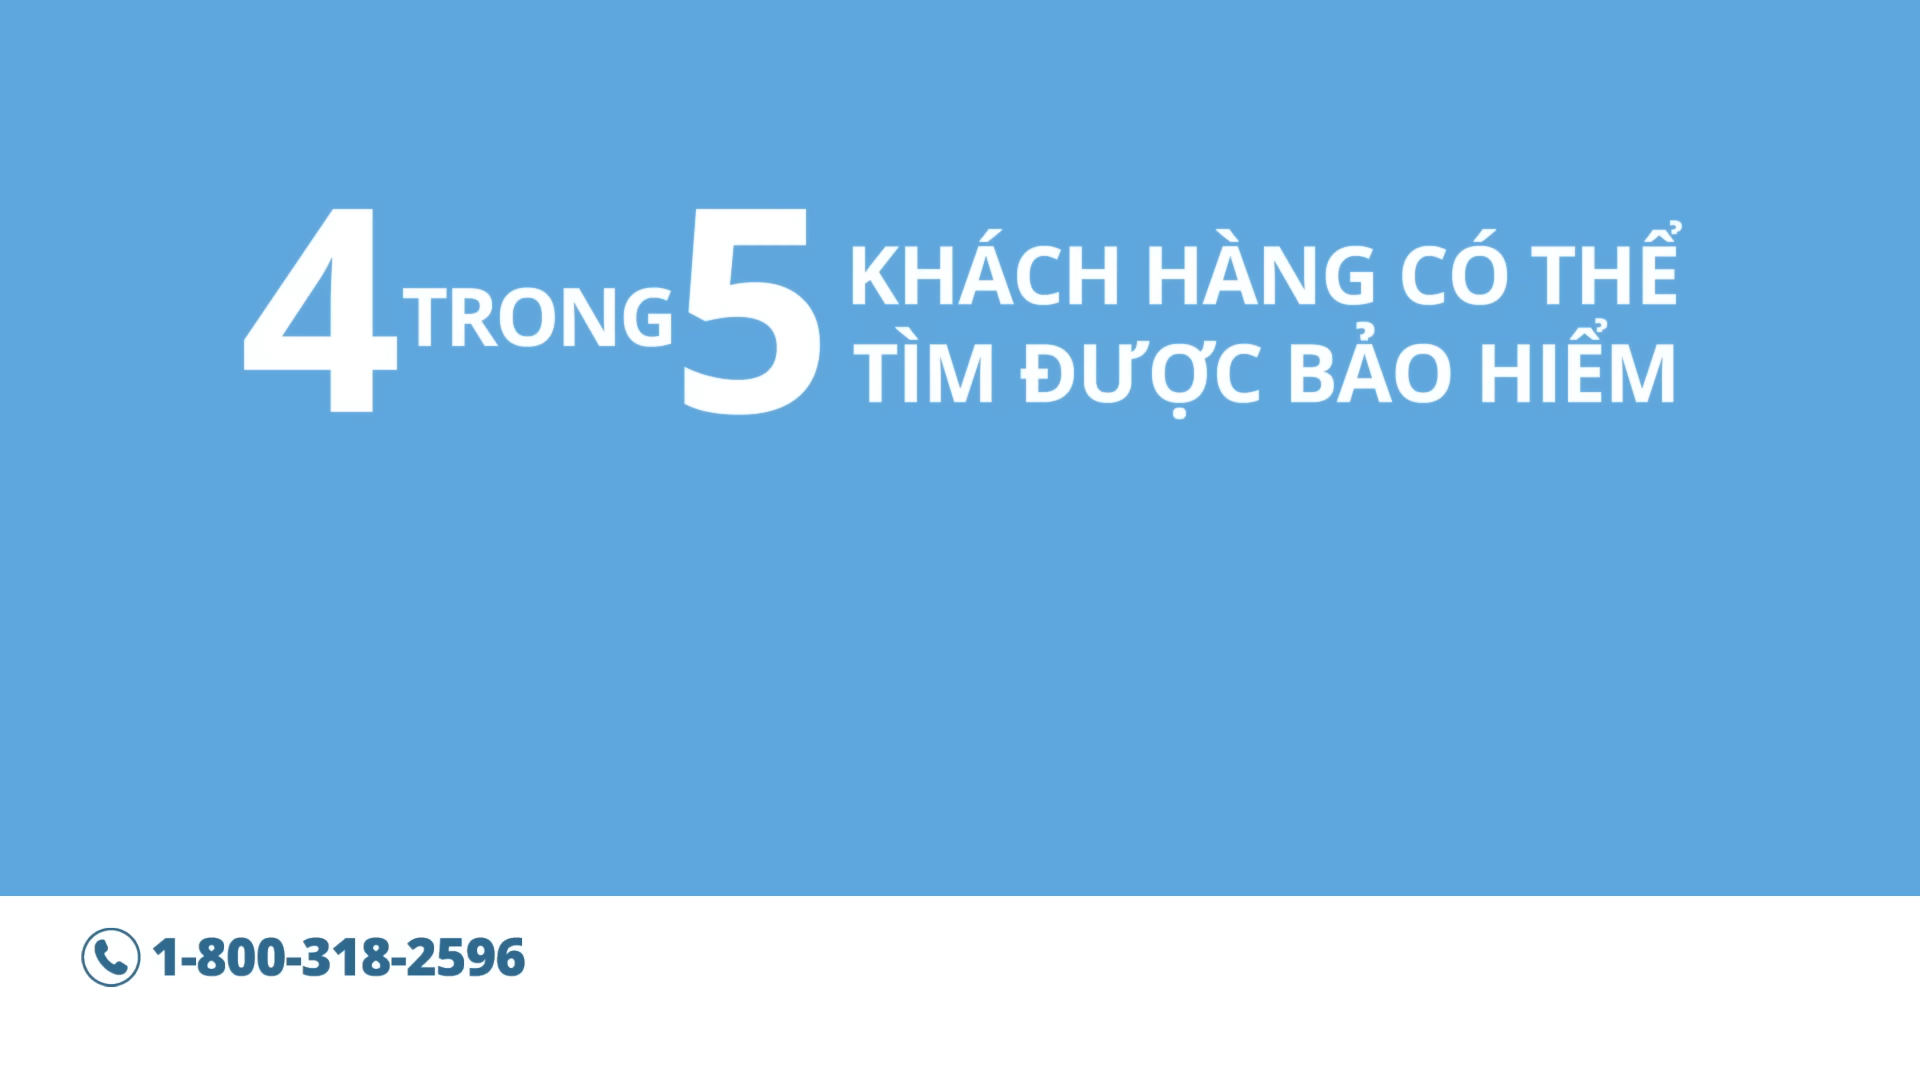 4 TRONG 5 KHÁCH HÀNG CÓ THỂ
TÌM ĐƯỢC BẢO HIỂM
1-800-318-2596